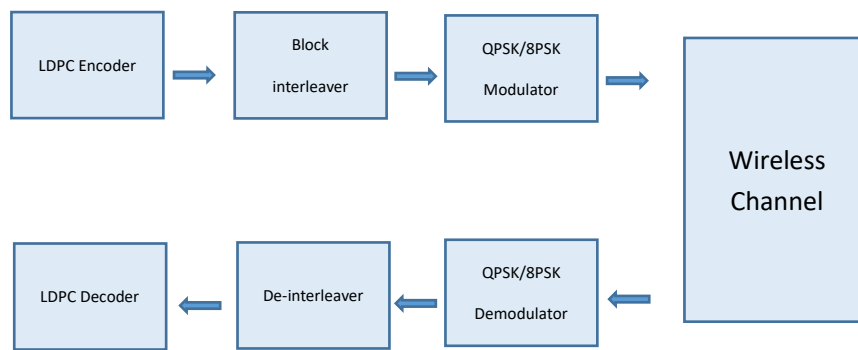 LDPC Encoder
Block
interleaver
QPSK/8PSK
Modulator
Wireless
Channel
LDPC Decoder
De-interleaver
QPSK/8PSK
Demodulator